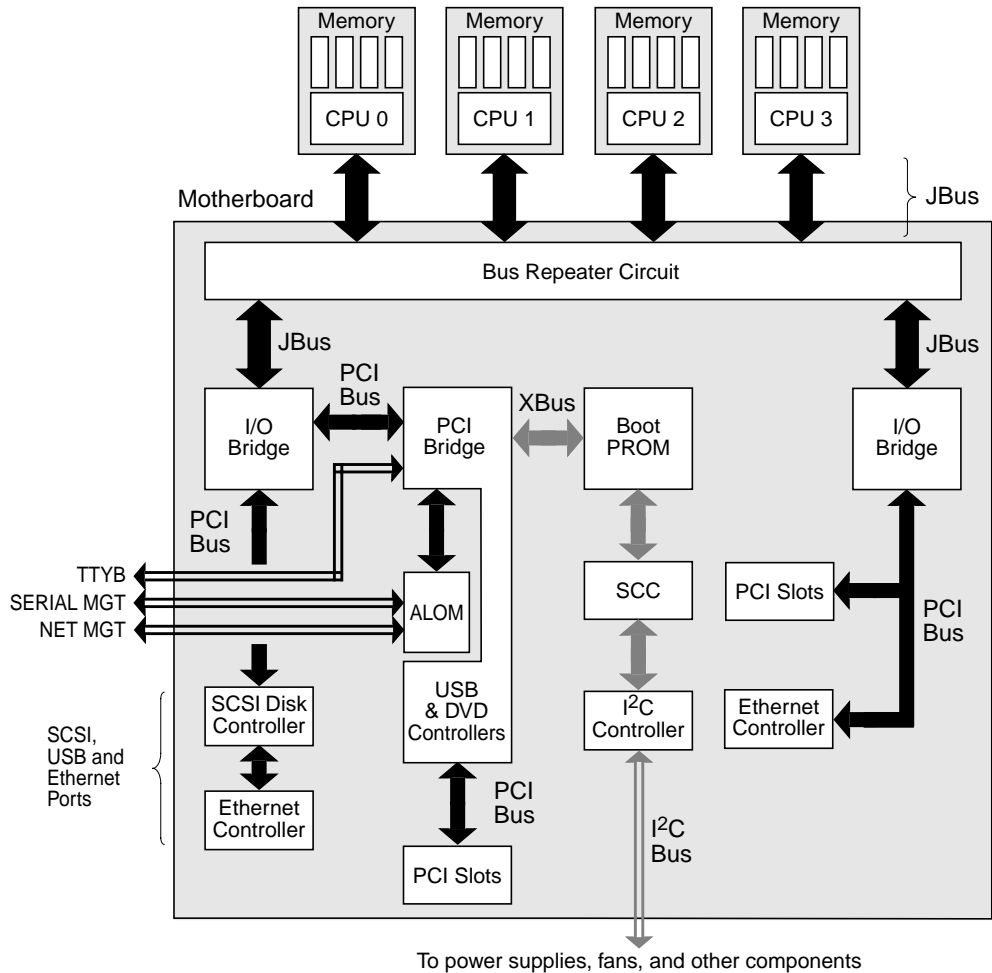 Memory
Memory
Memory
Memory
CPU 0
CPU 1
CPU 2
CPU 3
JBus
Motherboard
Bus Repeater Circuit
JBus
JBus
PCI
Bus
XBus
I/O
Bridge
PCI
Bridge
Boot
PROM
I/O
Bridge
PCI
Bus
TTYB
SERIAL MGT
NET MGT
ALOM
SCC
PCI Slots
PCI
Bus
SCSI Disk
Controller
USB
& DVD
Controllers
I²C
Controller
Ethernet
Controller
SCSI,
USB and
Ethernet
Ports
Ethernet
Controller
PCI
Bus
I²C
Bus
PCI Slots
To power supplies, fans, and other components